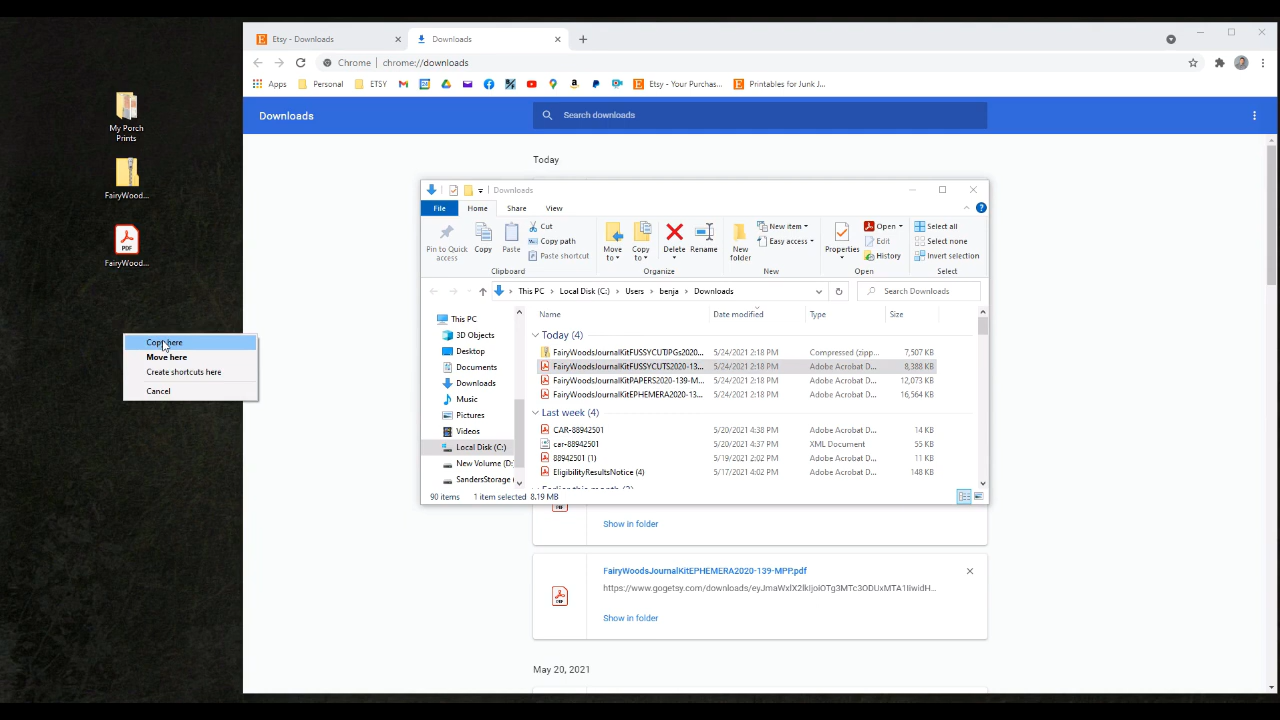 Etsy - Downloads
Downloads
Chrome | chrome://downloads
Apps
Personal
ETSY
Etsy - Your Purchas...
Printables for Junk J...
Downloads
Search downloads
Today
My Porch
Prints
FairyWood...
PDF
FairyWood...
Copy here
Move here
Create shortcuts here
Cancel
Downloads
File
Home
Share
View
Pin to Quick
access
Copy
Paste
Cut
Copy path
Paste shortcut
Clipboard
Move
to
Copy
to
Delete
Rename
Organize
New
folder
New item
Easy access
New
Properties
Open
Edit
History
Open
Select all
Select none
Invert selection
Select
This PC > Local Disk (C:) > Users > benja > Downloads
Search Downloads
This PC
3D Objects
Desktop
Documents
Downloads
Music
Pictures
Videos
Local Disk (C:)
New Volume (D:
SandersStorage (
Name Date modified Type Size
Today (4)
FairyWoodsJournalKitFUSSYCUTJPGs2020... 5/24/2021 2:18 PM Compressed (zipp... 7,507 KB
FairyWoodsJournalKitFUSSYCUTS2020-13... 5/24/2021 2:18 PM Adobe Acrobat D... 8,388 KB
FairyWoodsJournalKitPAPERS2020-139-M... 5/24/2021 2:18 PM Adobe Acrobat D... 12,073 KB
FairyWoodsJournalKitEPHEMERA2020-13... 5/24/2021 2:18 PM Adobe Acrobat D... 16,564 KB
Last week (4)
CAR-88942501 5/20/2021 4:38 PM Adobe Acrobat D... 14 KB
car-88942501 5/20/2021 4:37 PM XML Document 55 KB
88942501 (1) 5/19/2021 2:02 PM Adobe Acrobat D... 11 KB
EligibilityResultsNotice (4) 5/17/2021 4:02 PM Adobe Acrobat D... 148 KB
90 items 1 item selected 8.19 MB
Show in folder
FairyWoodsJournalKitEPHEMERA2020-139-MPP.pdf
Show in folder
May 20, 2021